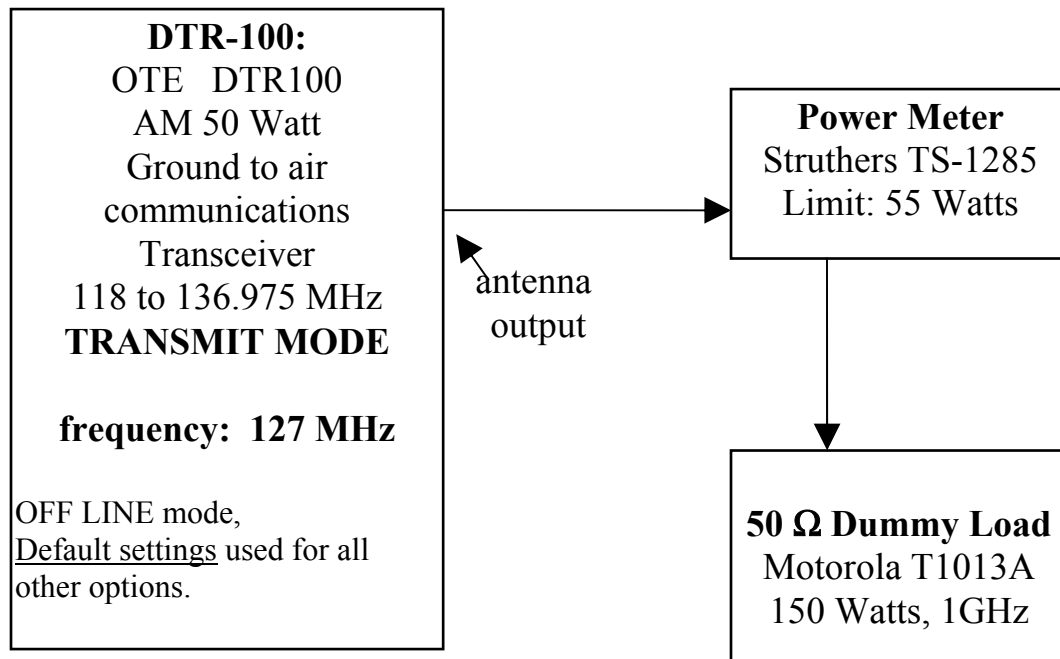 DTR-100:
OTE DTR100
AM 50 Watt
Ground to air
communications
Transceiver
118 to 136.975 MHz
TRANSMIT MODE
frequency: 127 MHz
OFF LINE mode,
Default settings used for all
other options.
antenna
output
Power Meter
Struthers TS-1285
Limit: 55 Watts
50 Ω Dummy Load
Motorola T1013A
150 Watts, 1GHz